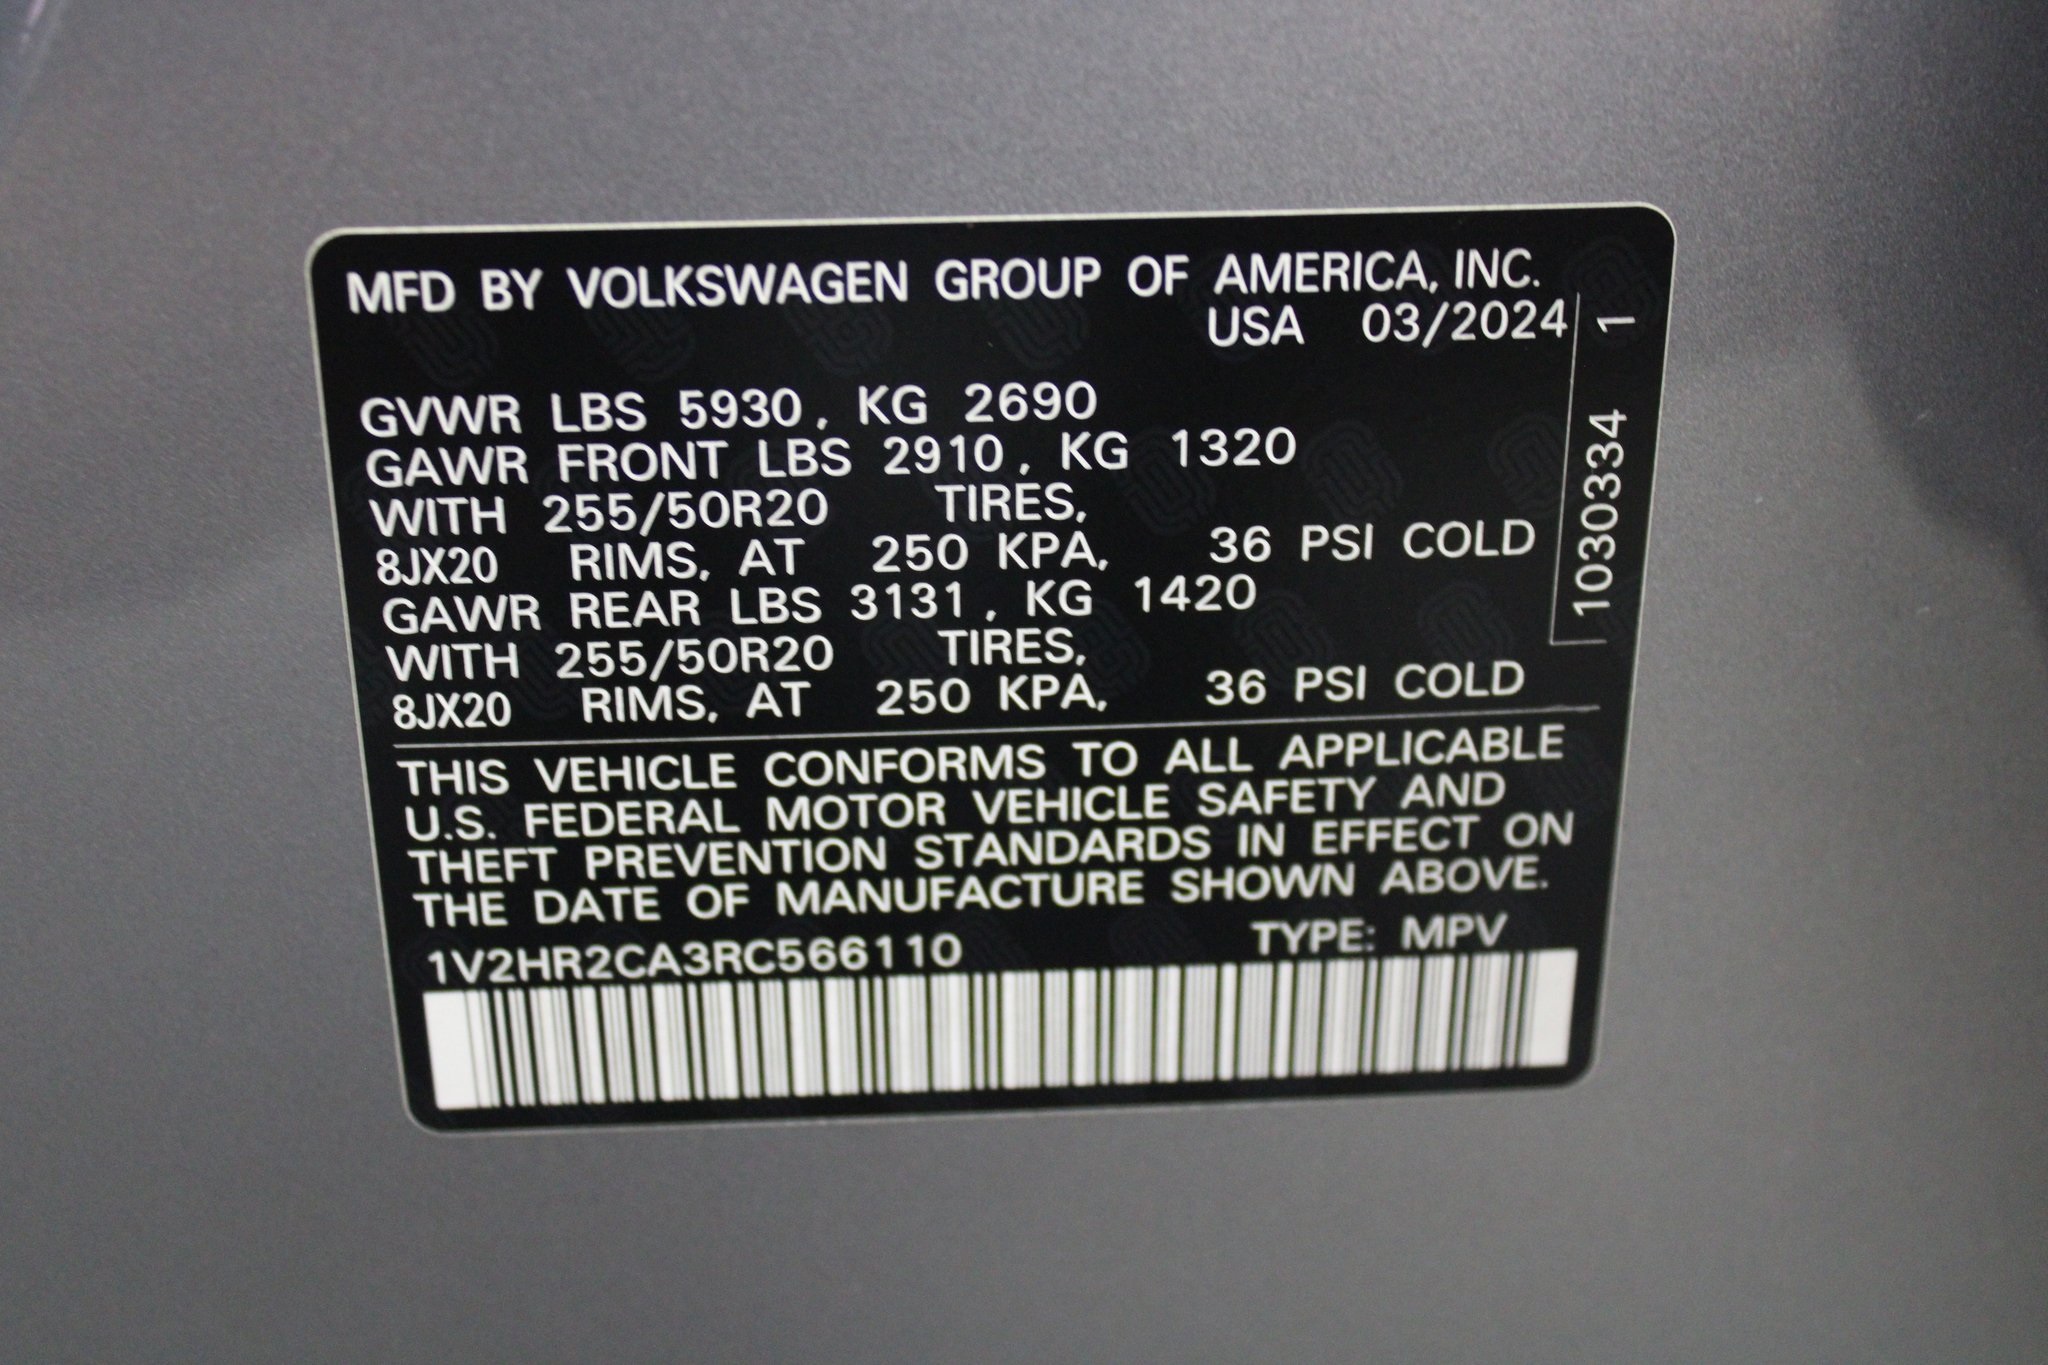 MFD BY VOLKSWAGEN GROUP OF AMERICA, INC.
USA 03/2024
GVWR LBS 5930, KG 2690
GAWR FRONT LBS 2910, KG 1320
WITH 255/50R20 TIRES,
8JX20 RIMS, AT 250 KPA, 36 PSI COLD
GAWR REAR LBS 3131, KG 1420
WITH 255/50R20 TIRES,
8JX20 RIMS, AT 250 KPA, 36 PSI COLD
1030334 1
THIS VEHICLE CONFORMS TO ALL APPLICABLE
U.S. FEDERAL MOTOR VEHICLE SAFETY AND
THEFT PREVENTION STANDARDS IN EFFECT ON
THE DATE OF MANUFACTURE SHOWN ABOVE.
1V2HR2CA3RC566110 TYPE: MPV